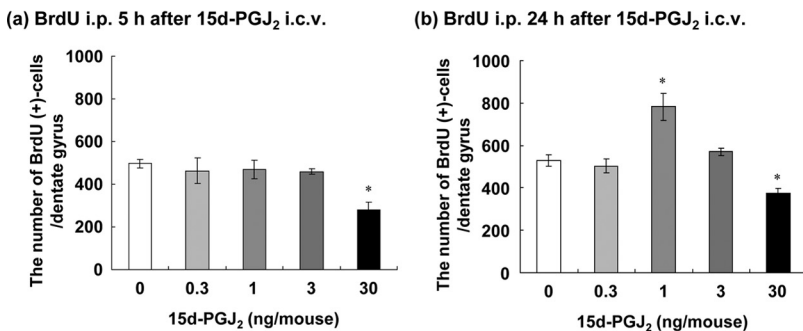 (a) BrdU i.p. 5 h after 15d-PGJ2 i.c.v.
The number of BrdU (+)-cells
/dentate gyrus
1000
800
600
400
200
0
*
0 0.3 1 3 30
15d-PGJ2 (ng/mouse)
(b) BrdU i.p. 24 h after 15d-PGJ2 i.c.v.
The number of BrdU (+)-cells
/dentate gyrus
1000
800
600
400
200
0
*
*
0 0.3 1 3 30
15d-PGJ2 (ng/mouse)